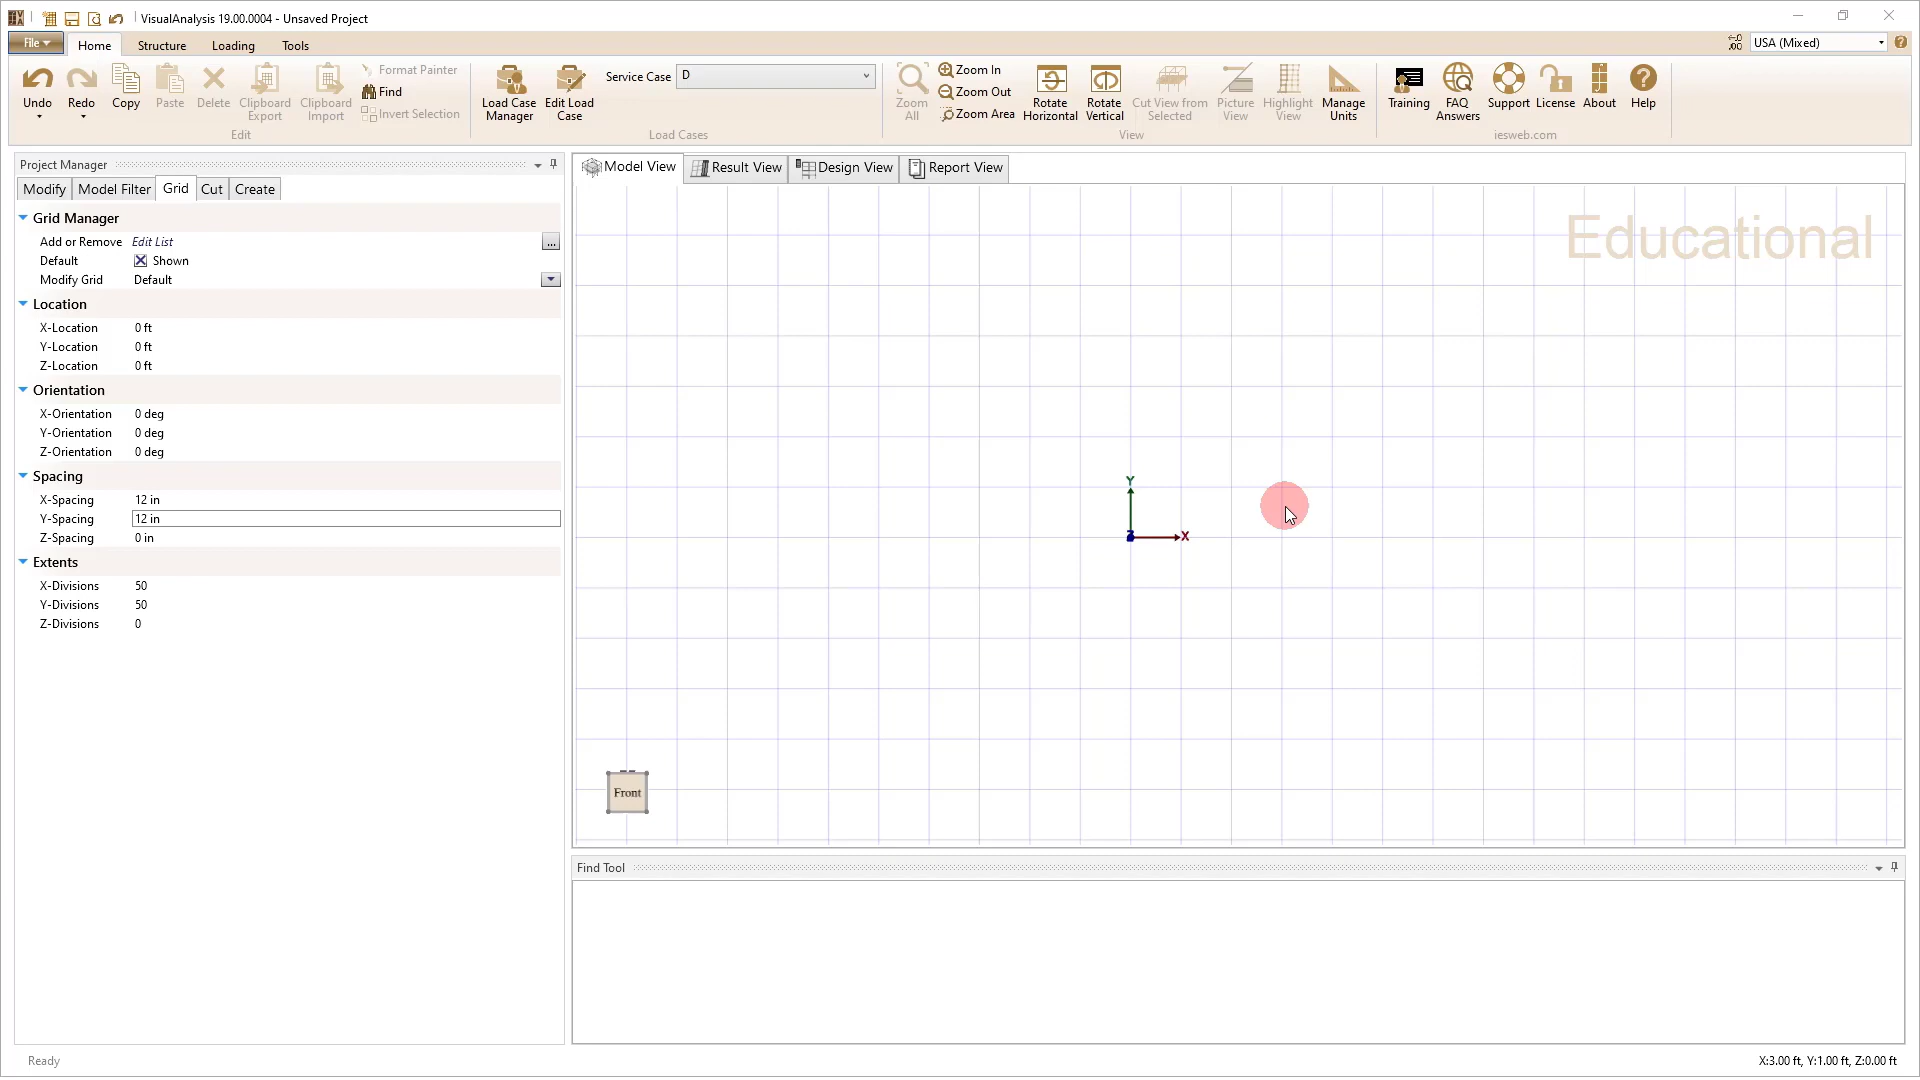 VisualAnalysis 19.00.0004 - Unsaved Project
File Home Structure Loading Tools USA (Mixed)
Undo Redo Copy Paste Delete Clipboard Export Clipboard Import
Format Painter
Find
Invert Selection
Edit
Load Case Manager Edit Load Case Service Case D
Load Cases
Zoom All
Zoom In
Zoom Out
Zoom Area
Rotate Horizontal Rotate Vertical Cut View from Selected Picture View Highlight View Manage Units
View
Training FAQ Answers Support License About Help
iesweb.com
Project Manager
Modify Model Filter Grid Cut Create
Grid Manager
Add or Remove Edit List ...
Default Shown
Modify Grid Default
Location
X-Location 0 ft
Y-Location 0 ft
Z-Location 0 ft
Orientation
X-Orientation 0 deg
Y-Orientation 0 deg
Z-Orientation 0 deg
Spacing
X-Spacing 12 in
Y-Spacing 12 in
Z-Spacing 0 in
Extents
X-Divisions 50
Y-Divisions 50
Z-Divisions 0
Model View Result View Design View Report View
Educational
Y
X
Front
Find Tool
Ready X:3.00 ft, Y:1.00 ft, Z:0.00 ft